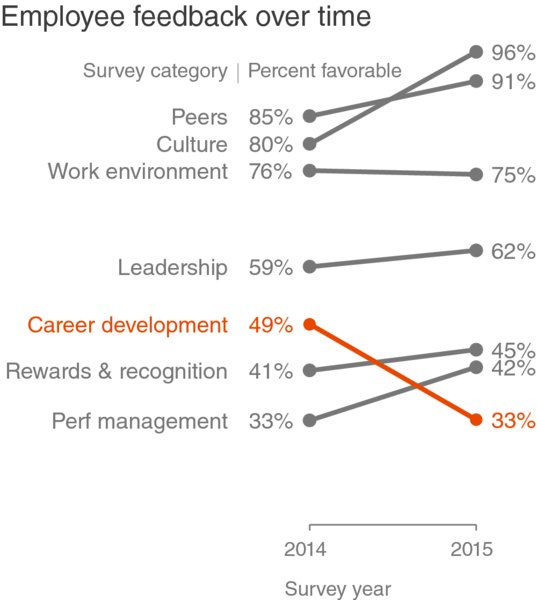 Employee feedback over time
Survey category | Percent favorable
96%
91%
Peers 85%
Culture 80%
Work environment 76% 75%
Leadership 59% 62%
Career development 49%
45%
Rewards & recognition 41% 42%
Perf management 33% 33%
2014 2015
Survey year